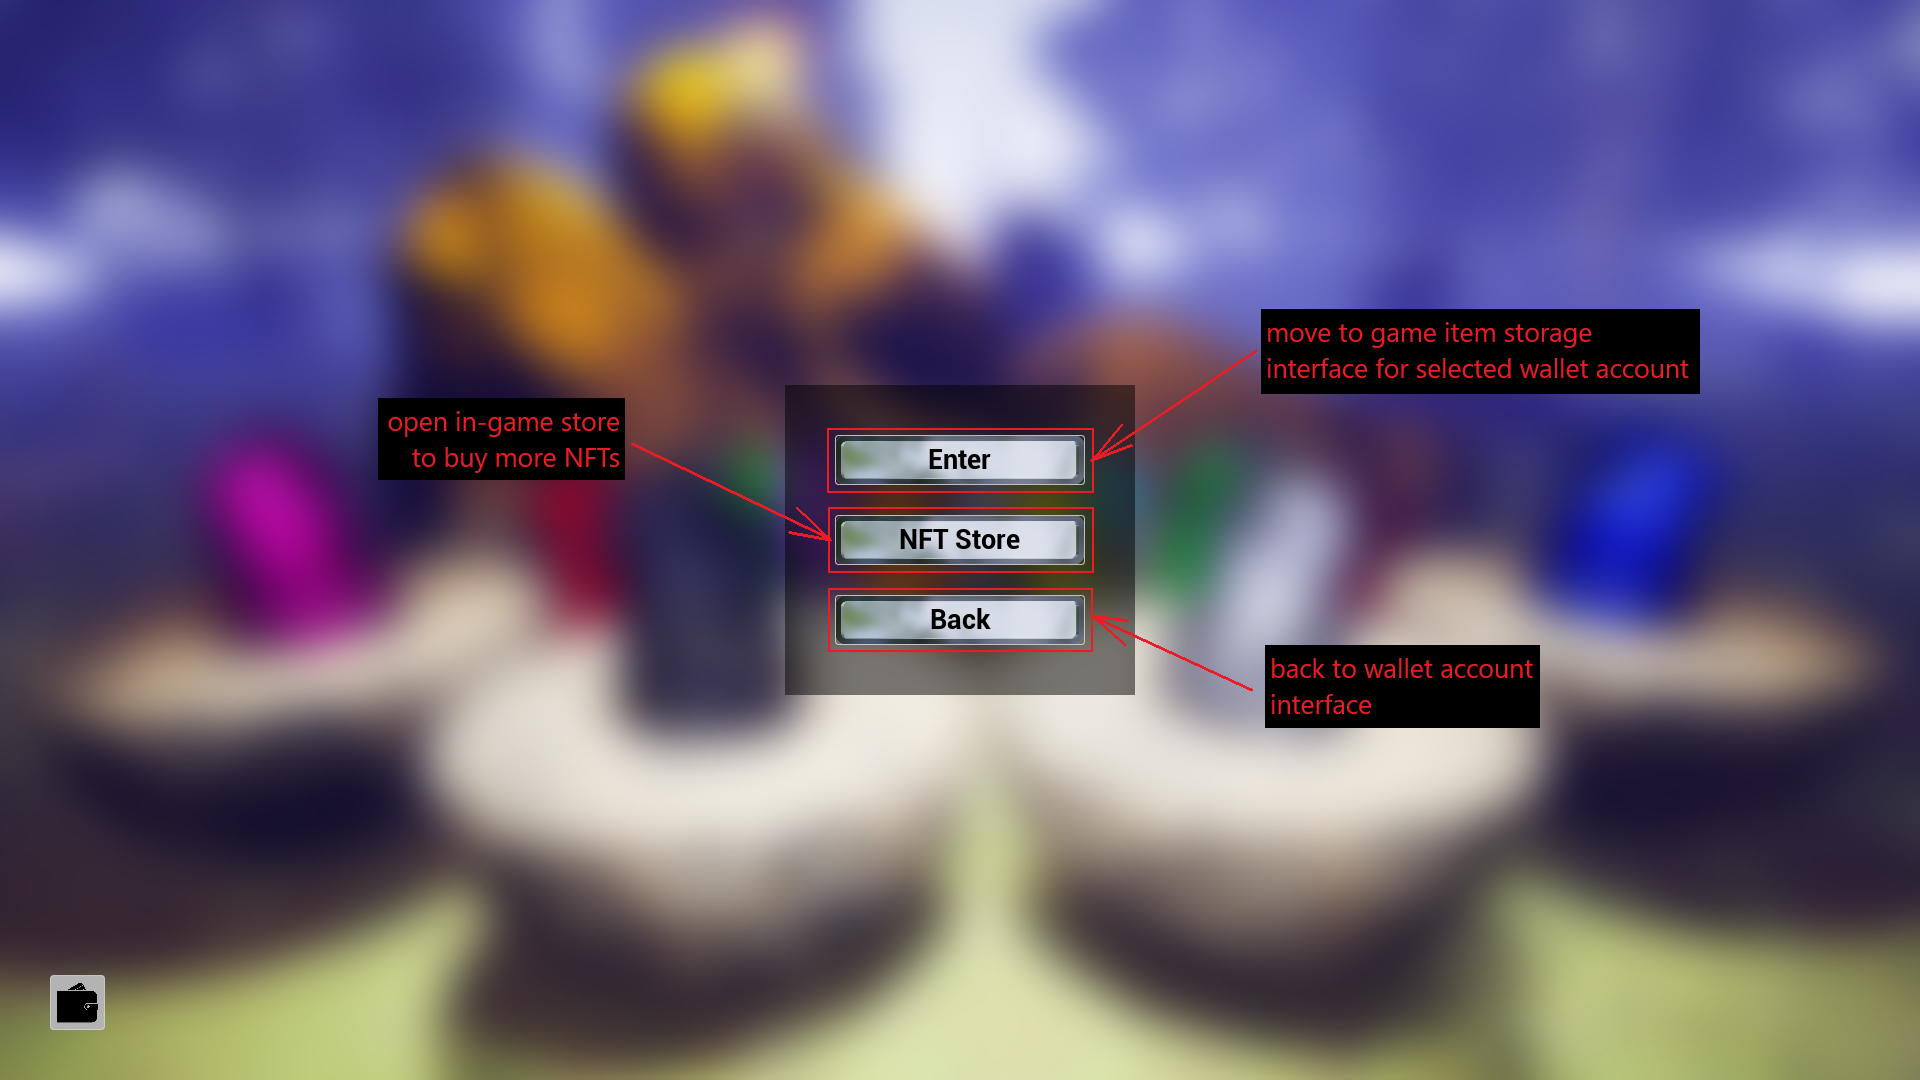 move to game item storage
interface for selected wallet account
open in-game store
to buy more NFTs
Enter
NFT Store
Back
back to wallet account
interface